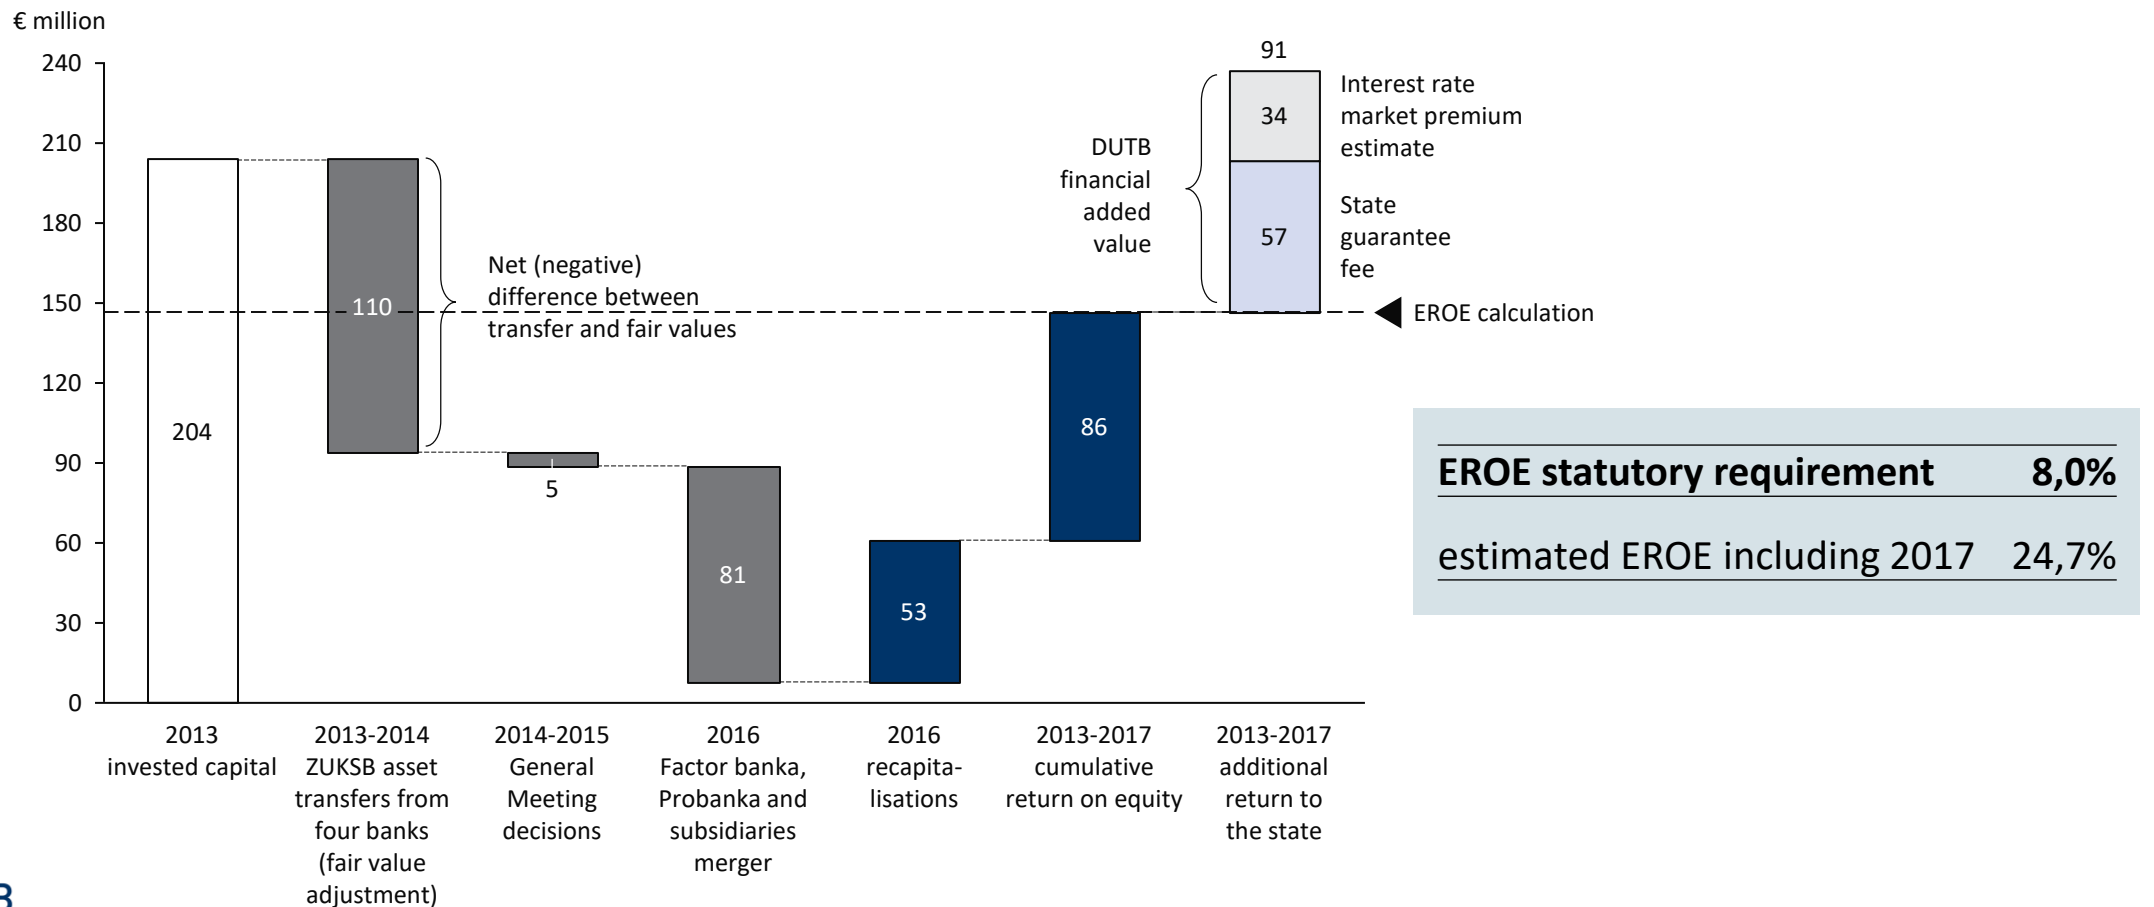 € million
240
210
180
150
120
90
60
30
0
204
110
5
81
53
86
91
34
57
Net (negative)
difference between
transfer and fair values
DUTB
financial
added
value
Interest rate
market premium
estimate
State
guarantee
fee
EROE calculation
EROE statutory requirement 8,0%
estimated EROE including 2017 24,7%
2013
invested capital
2013-2014
ZUKSB asset
transfers from
four banks
(fair value
adjustment)
2014-2015
General
Meeting
decisions
2016
Factor banka,
Probanka and
subsidiaries
merger
2016
recapita-
lisations
2013-2017
cumulative
return on equity
2013-2017
additional
return to
the state